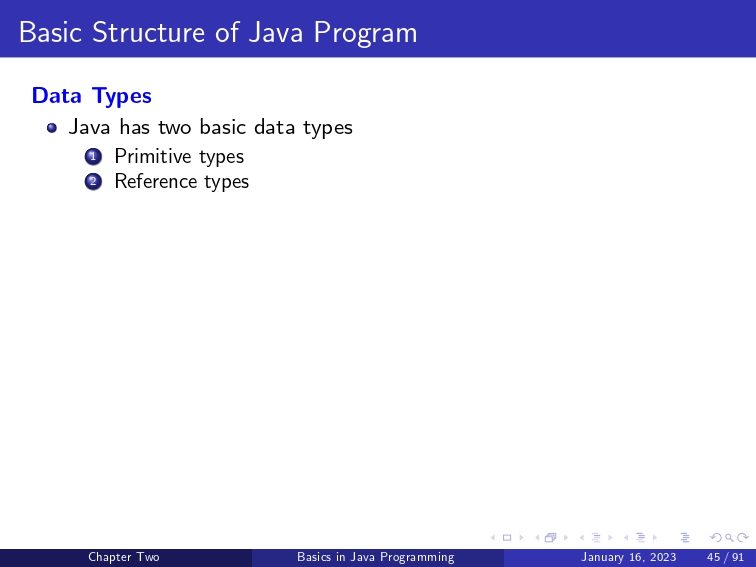 Basic Structure of Java Program
Data Types
Java has two basic data types
1 Primitive types
2 Reference types
Chapter Two Basics in Java Programming January 16, 2023 45 / 91